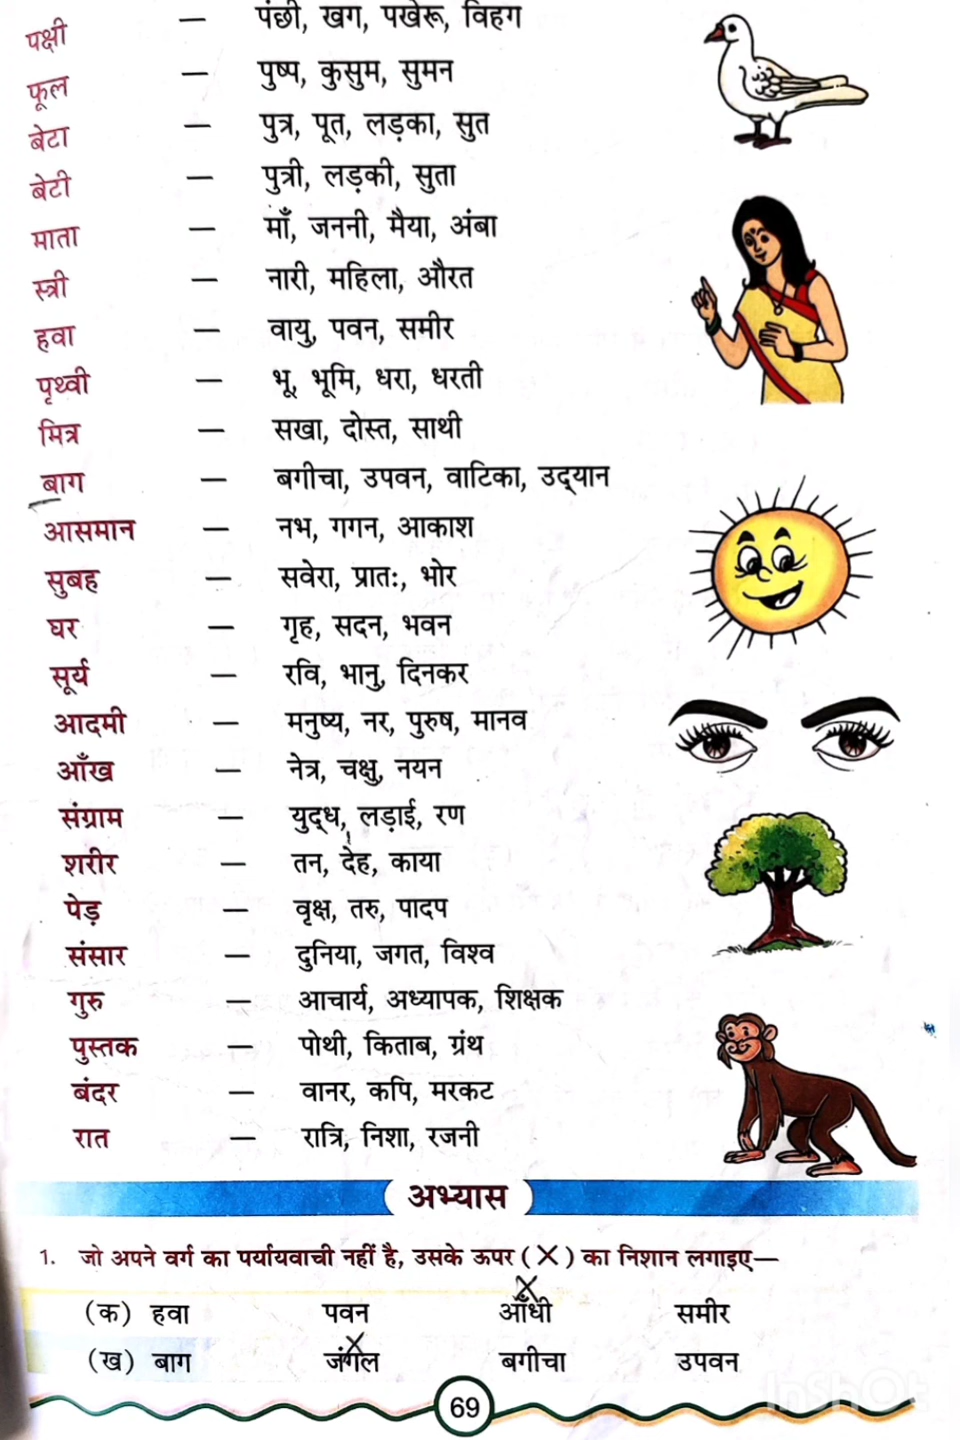 पक्षी — पंछी, खग, पखेरू, विहग
फूल — पुष्प, कुसुम, सुमन
बेटा — पुत्र, पूत, लड़का, सुत
बेटी — पुत्री, लड़की, सुता
माता — माँ, जननी, मैया, अंबा
स्त्री — नारी, महिला, औरत
हवा — वायु, पवन, समीर
पृथ्वी — भू, भूमि, धरा, धरती
मित्र — सखा, दोस्त, साथी
बाग — बगीचा, उपवन, वाटिका, उद्‌यान
आसमान — नभ, गगन, आकाश
सुबह — सवेरा, प्रातः, भोर
घर — गृह, सदन, भवन
सूर्य — रवि, भानु, दिनकर
आदमी — मनुष्य, नर, पुरुष, मानव
आँख — नेत्र, चक्षु, नयन
संग्राम — युद्‌ध, लड़ाई, रण
शरीर — तन, देह, काया
पेड़ — वृक्ष, तरु, पादप
संसार — दुनिया, जगत, विश्व
गुरु — आचार्य, अध्यापक, शिक्षक
पुस्तक — पोथी, किताब, ग्रंथ
बंदर — वानर, कपि, मरकट
रात — रात्रि, निशा, रजनी
अभ्यास
1. जो अपने वर्ग का पर्यायवाची नहीं है, उसके ऊपर (X) का निशान लगाइए—
X
(क) हवा पवन आँधी समीर
X
(ख) बाग जंगल बगीचा उपवन
69
InShOt